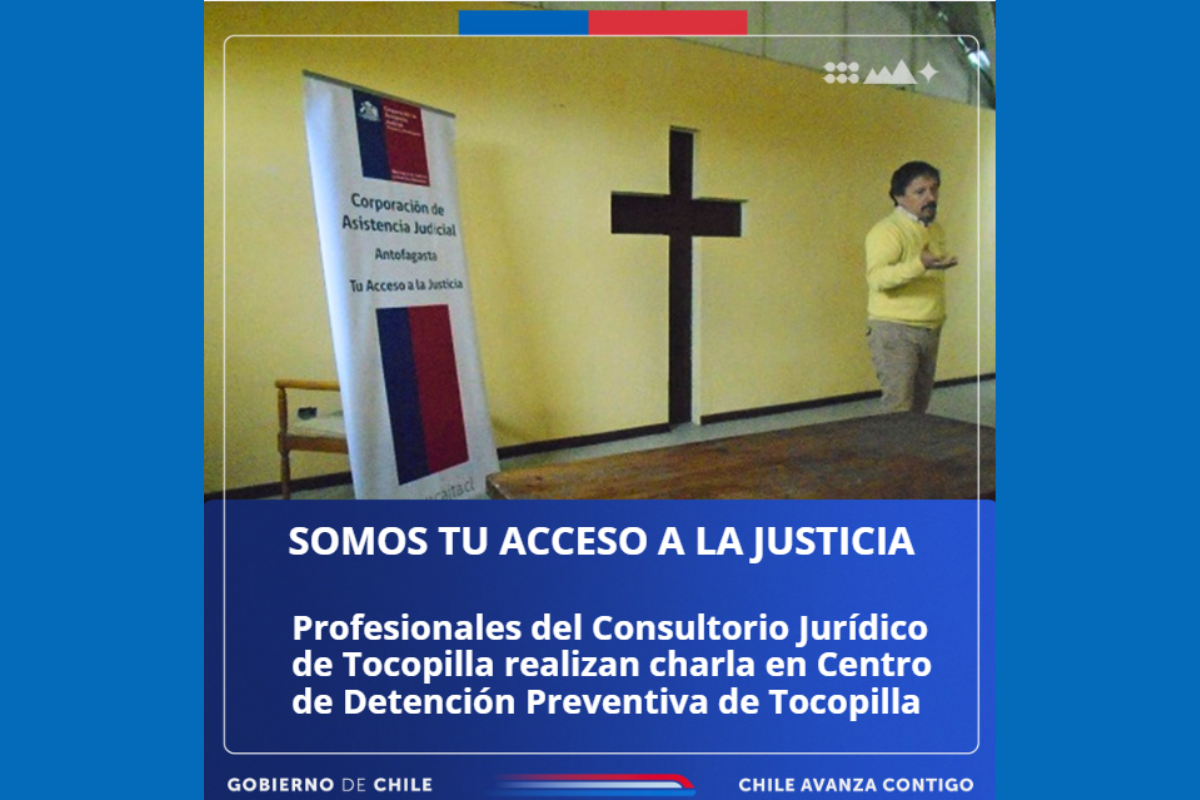 Corporación de
Asistencia Judicial
Antofagasta
Tu Acceso a la Justicia
SOMOS TU ACCESO A LA JUSTICIA
Profesionales del Consultorio Jurídico
de Tocopilla realizan charla en Centro
de Detención Preventiva de Tocopilla
GOBIERNO DE CHILE
CHILE AVANZA CONTIGO